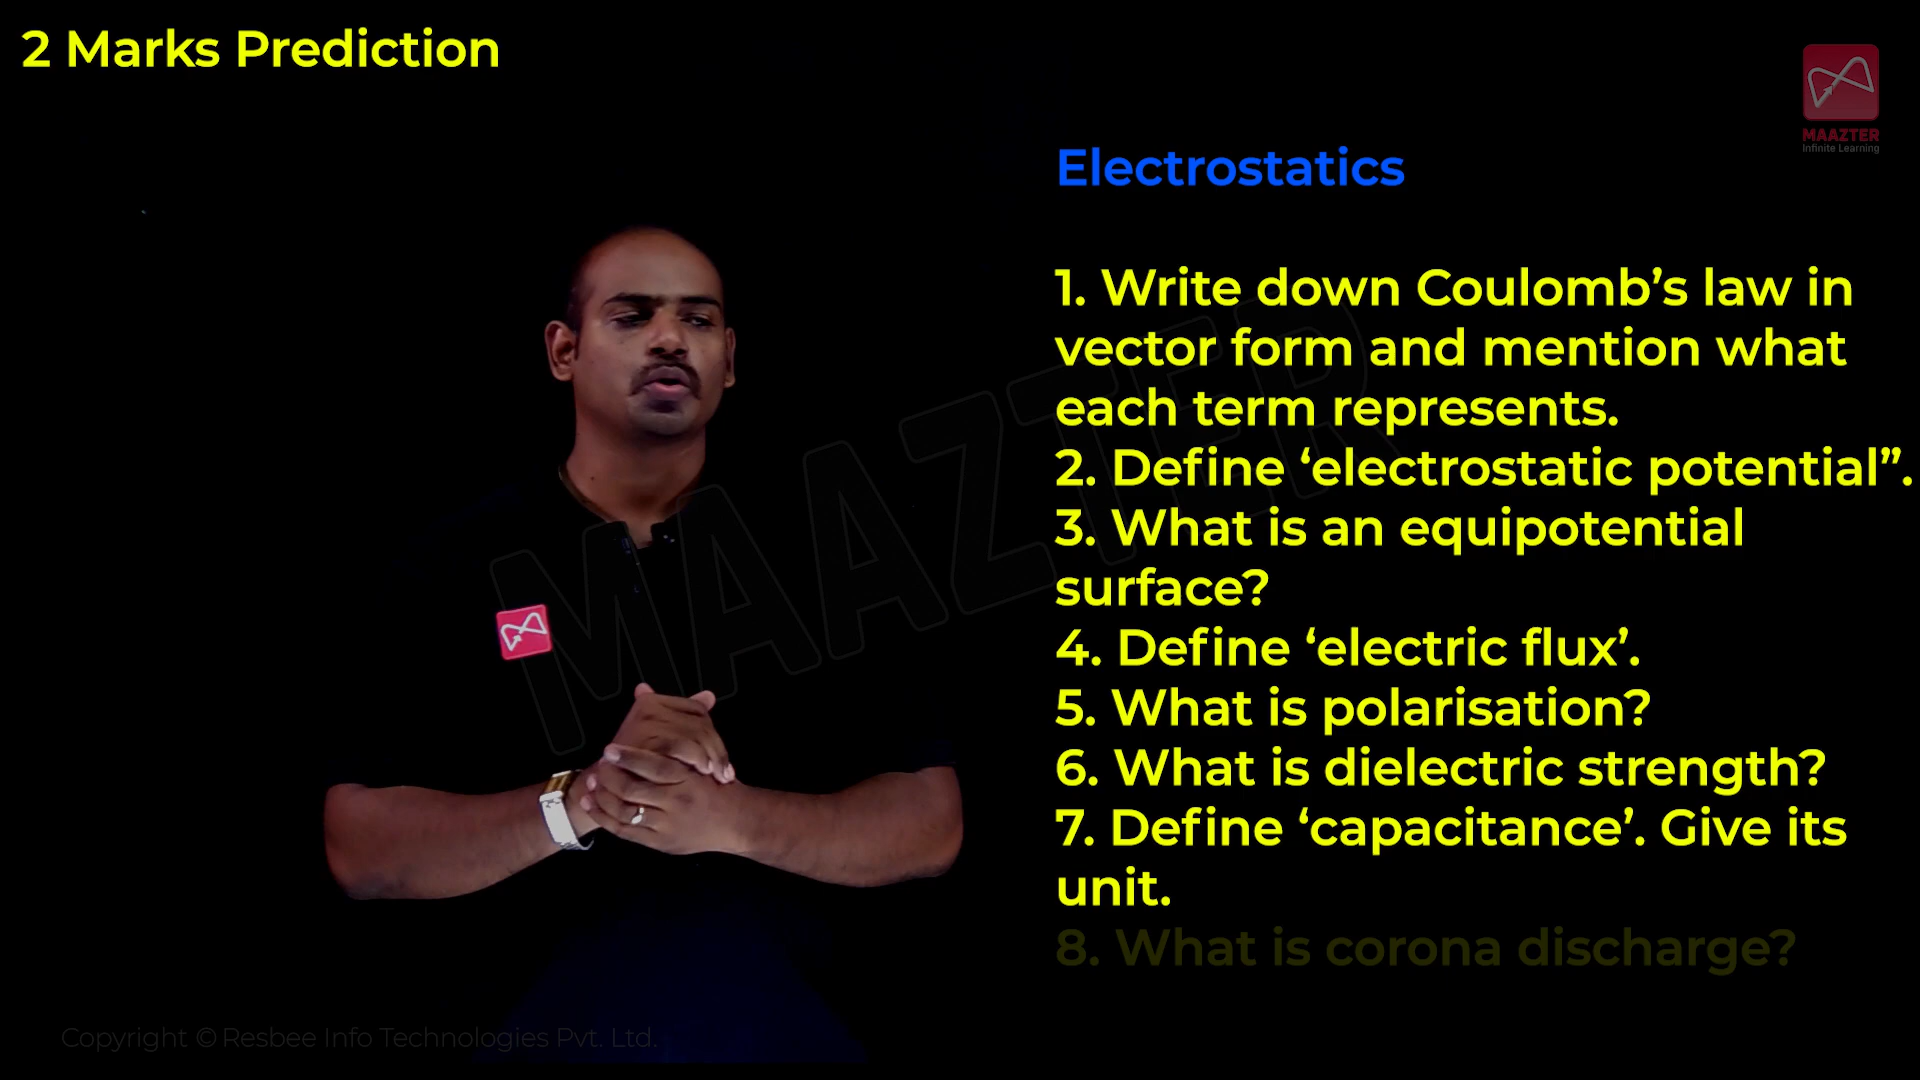 2 Marks Prediction
MAAZTER
Infinite Learning
Electrostatics
1. Write down Coulomb’s law in
vector form and mention what
each term represents.
2. Define ‘electrostatic potential”.
3. What is an equipotential
surface?
4. Define ‘electric flux’.
5. What is polarisation?
6. What is dielectric strength?
7. Define ‘capacitance’. Give its
unit.
8. What is corona discharge?
MAAZTER
Copyright © Resbee Info Technologies Pvt. Ltd.